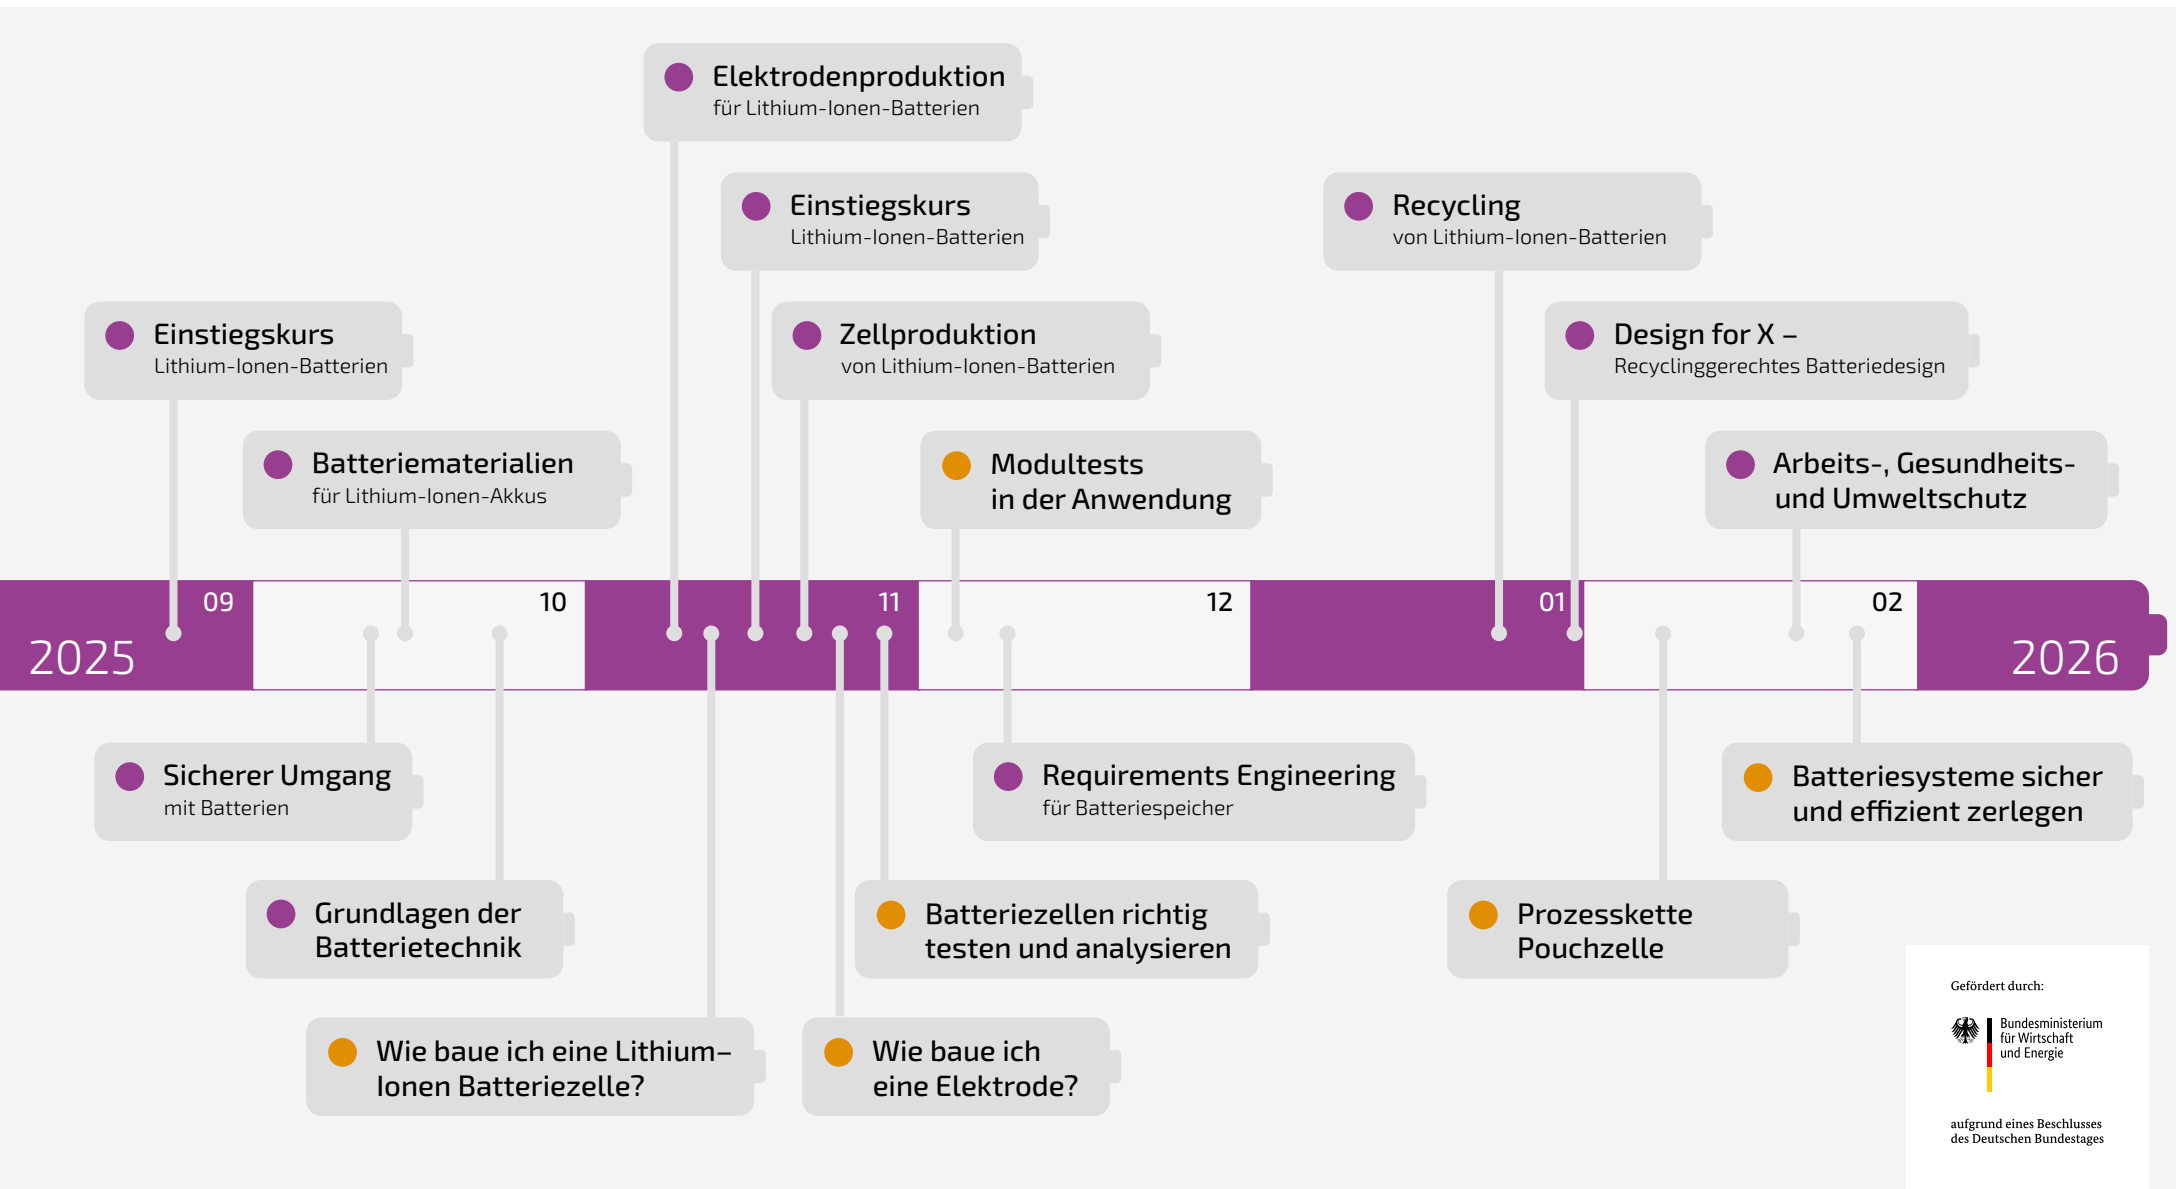 Elektrodenproduktion
für Lithium-Ionen-Batterien
Einstiegskurs
Lithium-Ionen-Batterien
Recycling
von Lithium-Ionen-Batterien
Einstiegskurs
Lithium-Ionen-Batterien
Zellproduktion
von Lithium-Ionen-Batterien
Design for X –
Recyclinggerechtes Batteriedesign
Batteriematerialien
für Lithium-Ionen-Akkus
Modultests
in der Anwendung
Arbeits-, Gesundheits-
und Umweltschutz
09
10
11
12
01
02
2025
2026
Sicherer Umgang
mit Batterien
Requirements Engineering
für Batteriespeicher
Batteriesysteme sicher
und effizient zerlegen
Grundlagen der
Batterietechnik
Batteriezellen richtig
testen und analysieren
Prozesskette
Pouchzelle
Wie baue ich eine Lithium–
Ionen Batteriezelle?
Wie baue ich
eine Elektrode?
Gefördert durch:
Bundesministerium
für Wirtschaft
und Energie
aufgrund eines Beschlusses
des Deutschen Bundestages